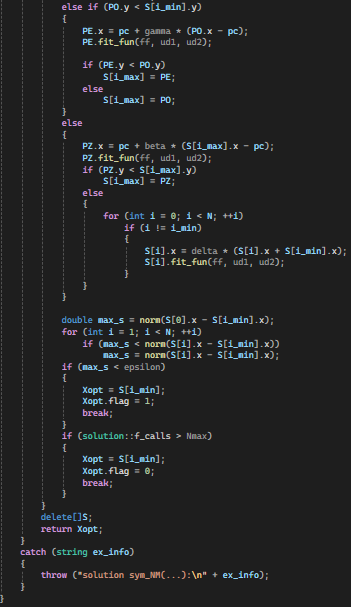 else if (PO.y < S[i_min].y)
{
PE.x = pc + gamma * (PO.x - pc);
PE.fit_fun(ff, ud1, ud2);
if (PE.y < PO.y)
S[i_max] = PE;
else
S[i_max] = PO;
}
else
{
PZ.x = pc + beta * (S[i_max].x - pc);
PZ.fit_fun(ff, ud1, ud2);
if (PZ.y < S[i_max].y)
S[i_max] = PZ;
else
{
for (int i = 0; i < N; ++i)
if (i != i_min)
{
S[i].x = delta * (S[i].x + S[i_min].x);
S[i].fit_fun(ff, ud1, ud2);
}
}
}
double max_s = norm(S[0].x - S[i_min].x);
for (int i = 1; i < N; ++i)
if (max_s < norm(S[i].x - S[i_min].x))
max_s = norm(S[i].x - S[i_min].x);
if (max_s < epsilon)
{
Xopt = S[i_min];
Xopt.flag = 1;
break;
}
if (solution::f_calls > Nmax)
{
Xopt = S[i_min];
Xopt.flag = 0;
break;
}
}
delete[]S;
return Xopt;
}
catch (string ex_info)
{
throw ("solution sym_NM(...):\n" + ex_info);
}
}